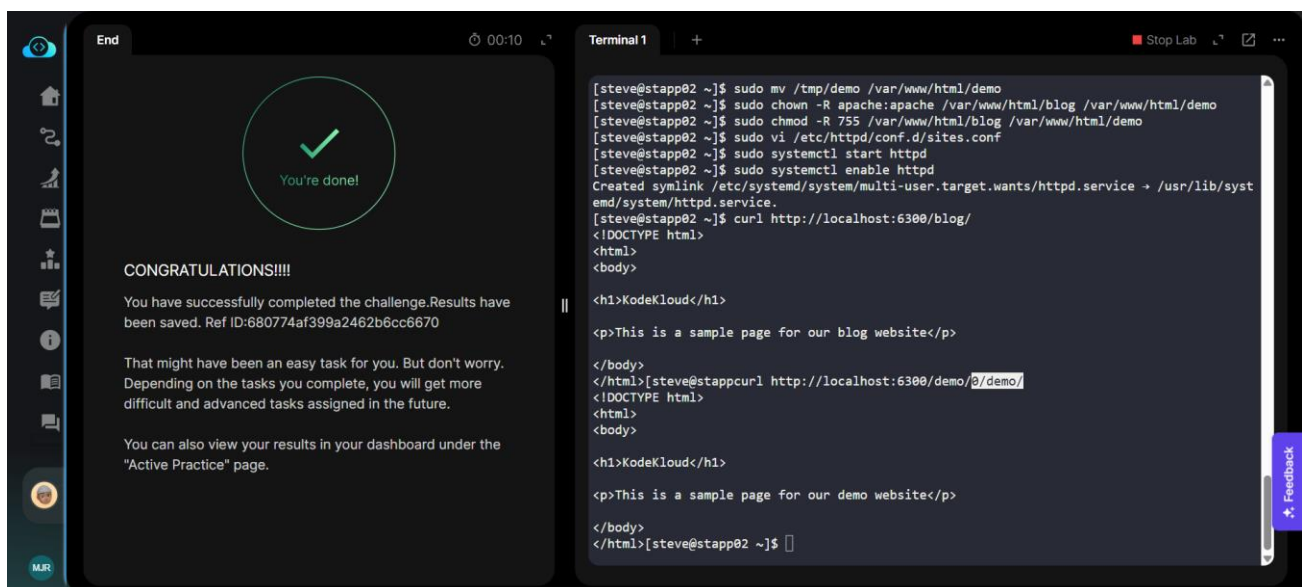 End
00:10
You're done!
CONGRATULATIONS!!!!
You have successfully completed the challenge.Results have
been saved. Ref ID:680774af399a2462b6cc6670
That might have been an easy task for you. But don't worry.
Depending on the tasks you complete, you will get more
difficult and advanced tasks assigned in the future.
You can also view your results in your dashboard under the
"Active Practice" page.
MJR
Terminal 1
+
Stop Lab
[steve@stapp02 ~]$ sudo mv /tmp/demo /var/www/html/demo
[steve@stapp02 ~]$ sudo chown -R apache:apache /var/www/html/blog /var/www/html/demo
[steve@stapp02 ~]$ sudo chmod -R 755 /var/www/html/blog /var/www/html/demo
[steve@stapp02 ~]$ sudo vi /etc/httpd/conf.d/sites.conf
[steve@stapp02 ~]$ sudo systemctl start httpd
[steve@stapp02 ~]$ sudo systemctl enable httpd
Created symlink /etc/systemd/system/multi-user.target.wants/httpd.service → /usr/lib/syst
emd/system/httpd.service.
[steve@stapp02 ~]$ curl http://localhost:6300/blog/
<!DOCTYPE html>
<html>
<body>
<h1>KodeKloud</h1>
<p>This is a sample page for our blog website</p>
</body>
</html>[steve@stappcurl http://localhost:6300/demo/0/demo/
<!DOCTYPE html>
<html>
<body>
<h1>KodeKloud</h1>
<p>This is a sample page for our demo website</p>
</body>
</html>[steve@stapp02 ~]$
Feedback